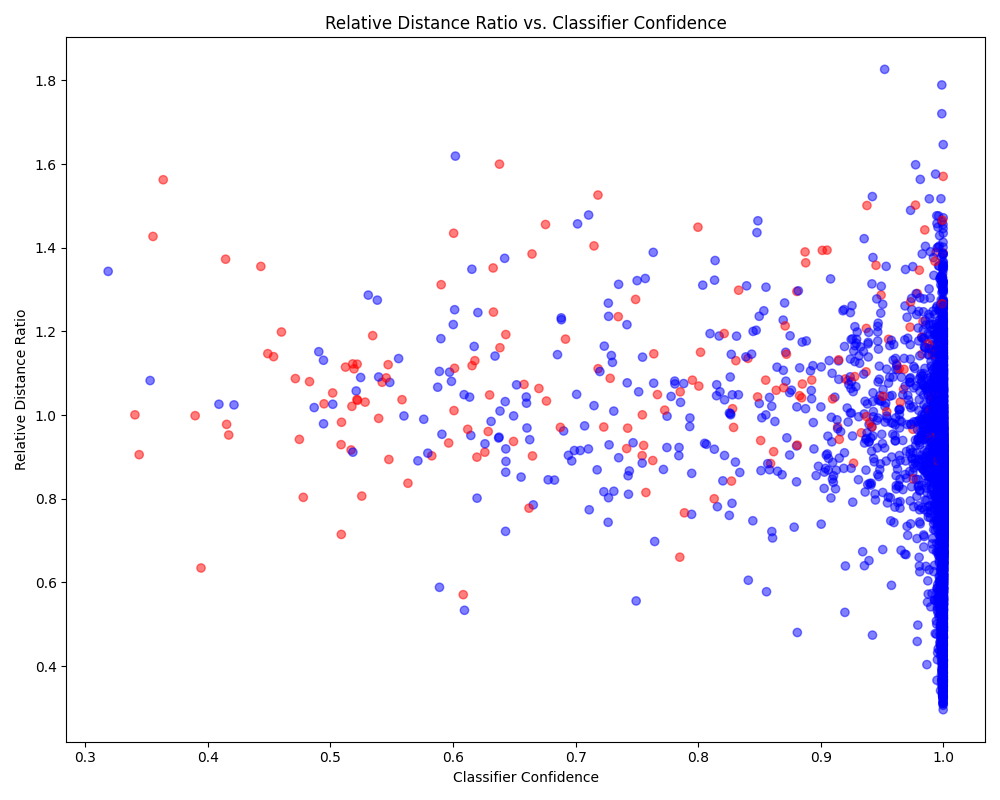 Relative Distance Ratio vs. Classifier Confidence
1.8
1.6
1.4
1.2
1.0
0.8
0.6
0.4
Relative Distance Ratio
0.3 0.4 0.5 0.6 0.7 0.8 0.9 1.0
Classifier Confidence